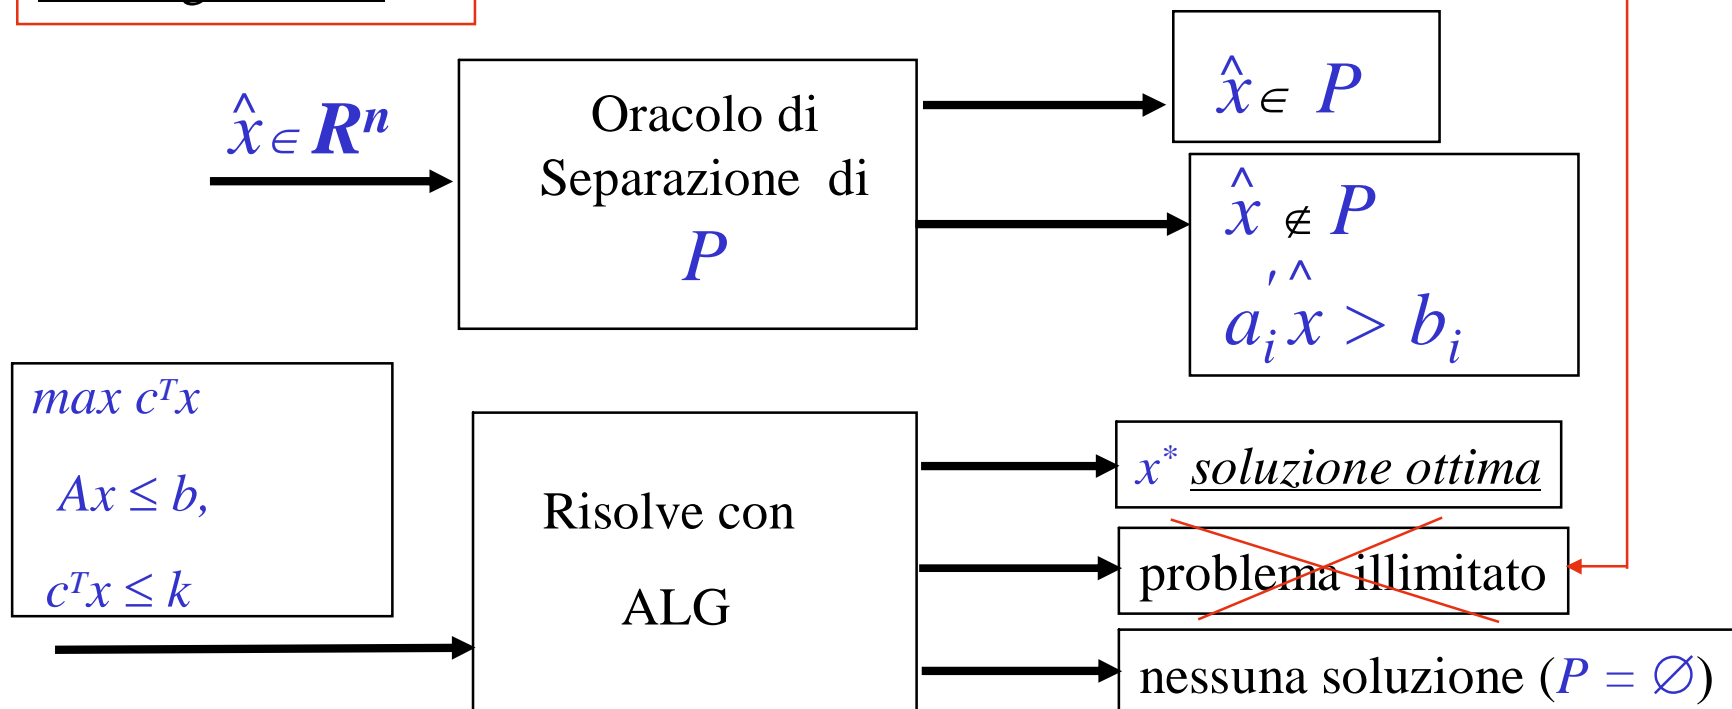 x̂ ∈ Rⁿ
Oracolo di
Separazione di
P
x̂ ∈ P
x̂ ∉ P
a'ᵢ x̂ > bᵢ
max cᵀx
Ax ≤ b,
cᵀx ≤ k
Risolve con
ALG
x* soluzione ottima
problema illimitato
nessuna soluzione (P = ∅)